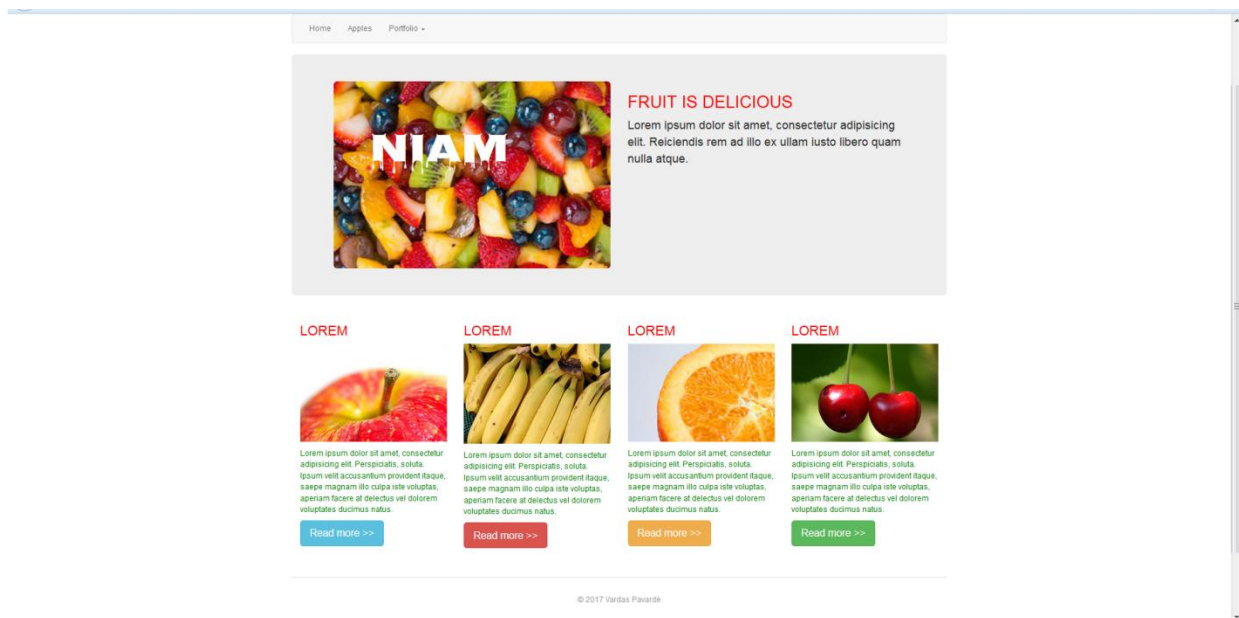 Home Apples Portfolio
NIAM
FRUIT IS DELICIOUS
Lorem ipsum dolor sit amet, consectetur adipisicing
elit. Reiciendis rem ad illo ex ullam iusto libero quam
nulla atque.
LOREM
Lorem ipsum dolor sit amet, consectetur
adipisicing elit. Perspiciatis, soluta.
Ipsum velit accusantium provident itaque,
saepe magnam illo culpa iste voluptas,
aperiam facere at delectus vel dolorem
voluptates ducimus natus.
Read more >>
LOREM
Lorem ipsum dolor sit amet, consectetur
adipisicing elit. Perspiciatis, soluta.
Ipsum velit accusantium provident itaque,
saepe magnam illo culpa iste voluptas,
aperiam facere at delectus vel dolorem
voluptates ducimus natus.
Read more >>
LOREM
Lorem ipsum dolor sit amet, consectetur
adipisicing elit. Perspiciatis, soluta.
Ipsum velit accusantium provident itaque,
saepe magnam illo culpa iste voluptas,
aperiam facere at delectus vel dolorem
voluptates ducimus natus.
Read more >>
LOREM
Lorem ipsum dolor sit amet, consectetur
adipisicing elit. Perspiciatis, soluta.
Ipsum velit accusantium provident itaque,
saepe magnam illo culpa iste voluptas,
aperiam facere at delectus vel dolorem
voluptates ducimus natus.
Read more >>
© 2017 Vardas Pavardė